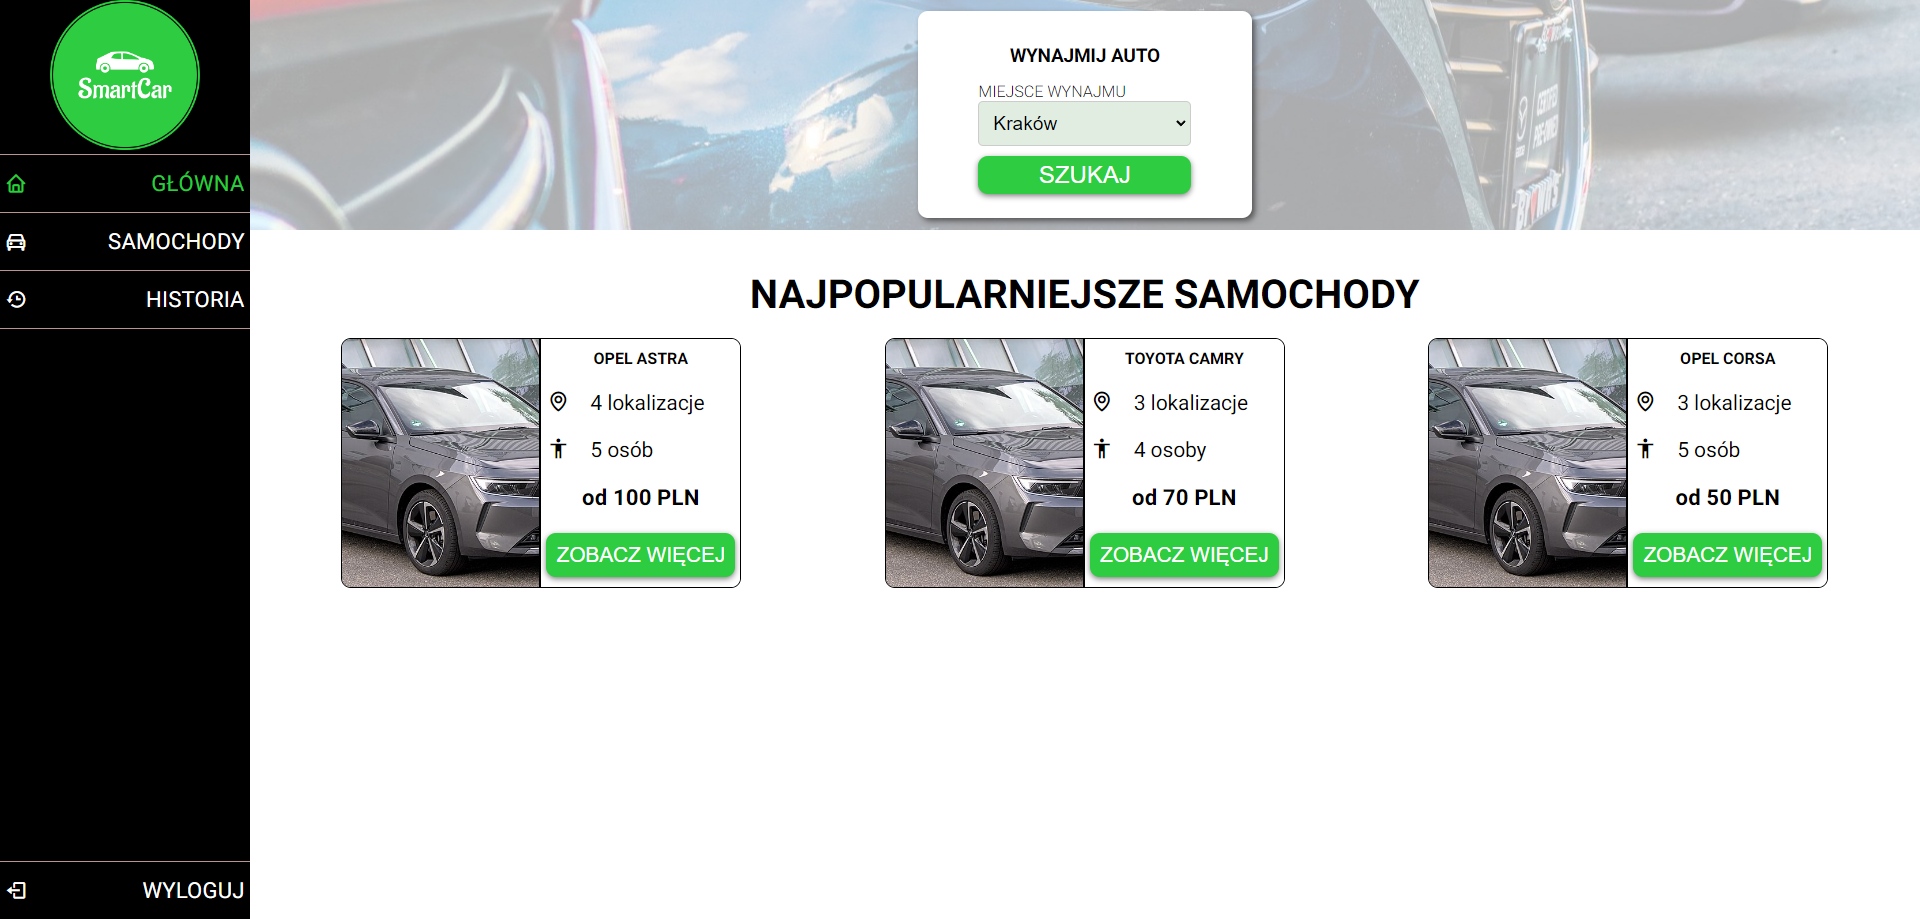 SmartCar
GŁÓWNA
SAMOCHODY
HISTORIA
WYLOGUJ
WYNAJMIJ AUTO
MIEJSCE WYNAJMU
Kraków
SZUKAJ
NAJPOPULARNIEJSZE SAMOCHODY
OPEL ASTRA
4 lokalizacje
5 osób
od 100 PLN
ZOBACZ WIĘCEJ
TOYOTA CAMRY
3 lokalizacje
4 osoby
od 70 PLN
ZOBACZ WIĘCEJ
OPEL CORSA
3 lokalizacje
5 osób
od 50 PLN
ZOBACZ WIĘCEJ